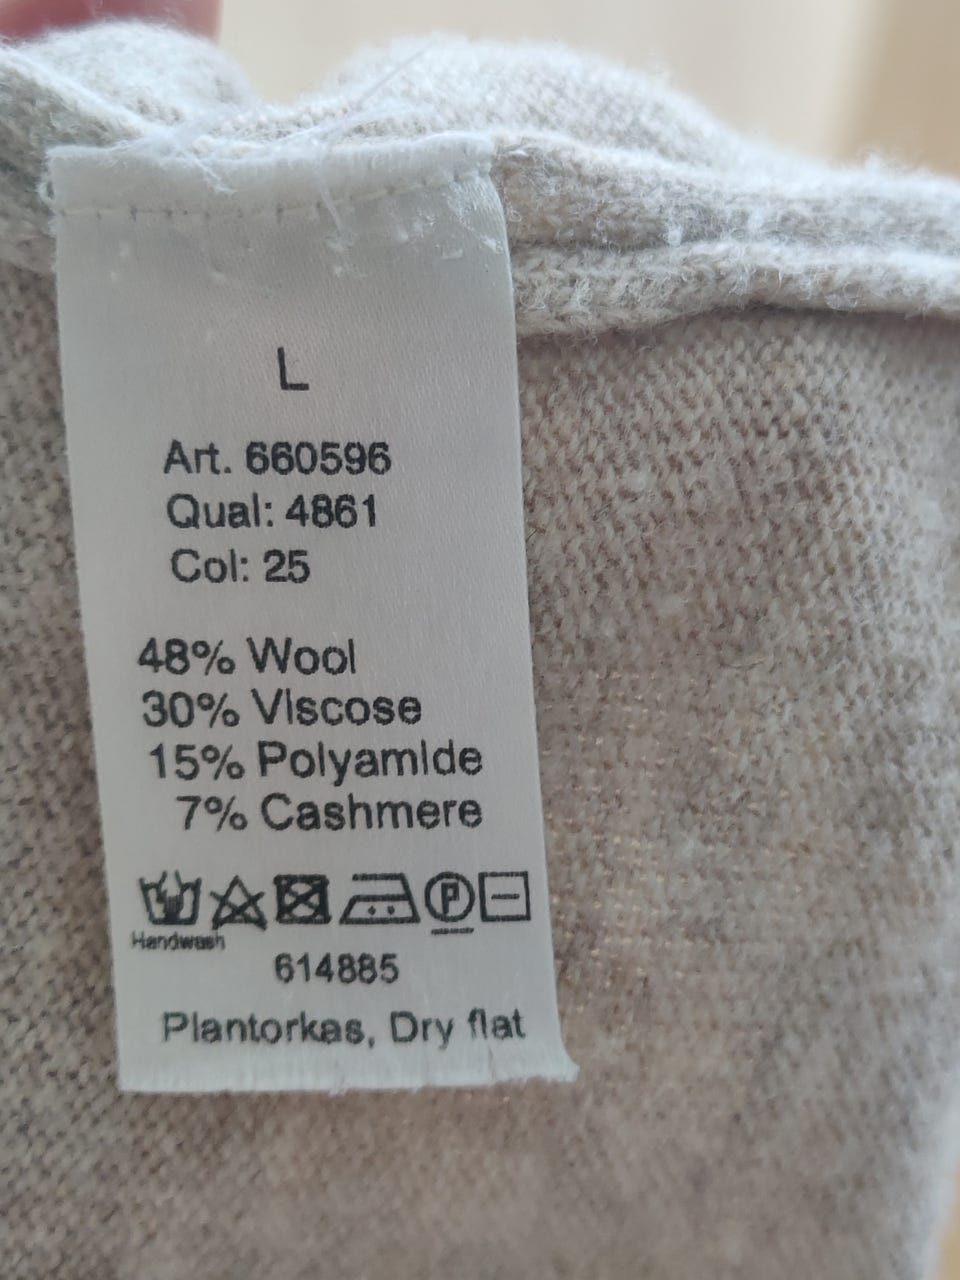 L
Art. 660596
Qual: 4861
Col: 25
48% Wool
30% Viscose
15% Polyamide
7% Cashmere
P
Handwash
614885
Plantorkas, Dry flat